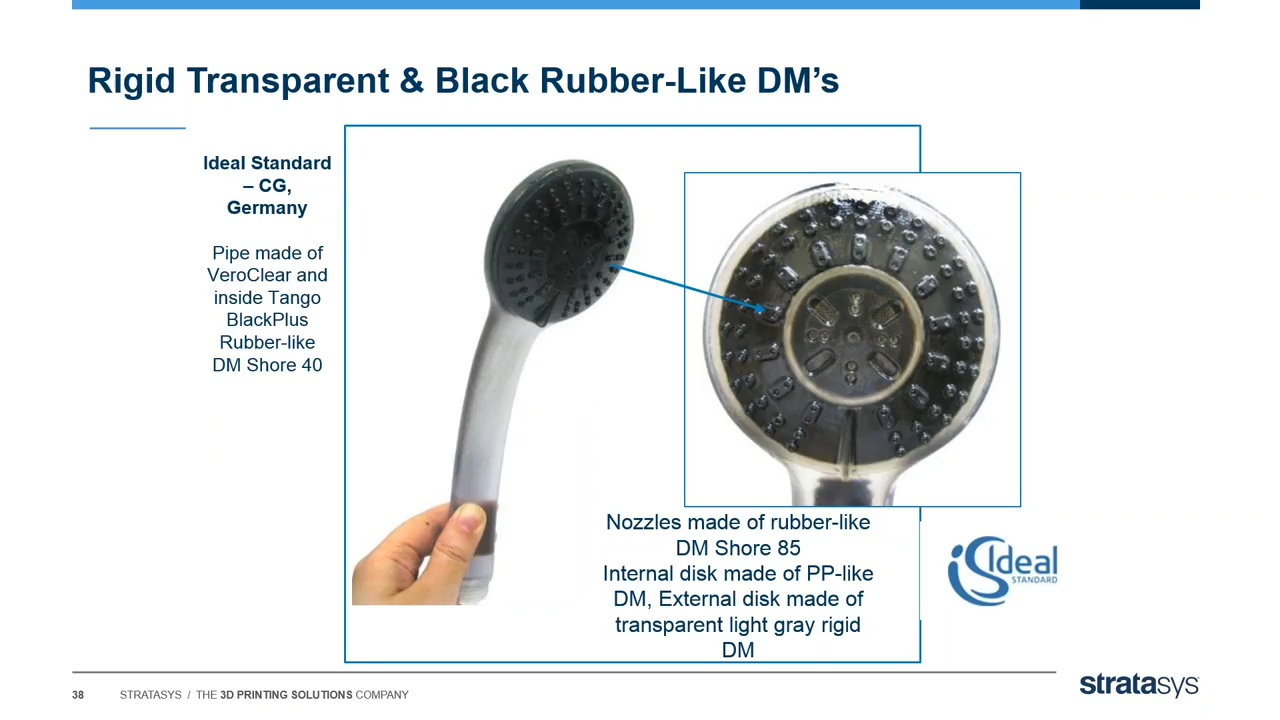 Rigid Transparent & Black Rubber-Like DM’s
Ideal Standard
– CG,
Germany
Pipe made of
VeroClear and
inside Tango
BlackPlus
Rubber-like
DM Shore 40
Nozzles made of rubber-like
DM Shore 85
Internal disk made of PP-like
DM, External disk made of
transparent light gray rigid
DM
iS Ideal
STANDARD
38 STRATASYS / THE 3D PRINTING SOLUTIONS COMPANY
stratasys